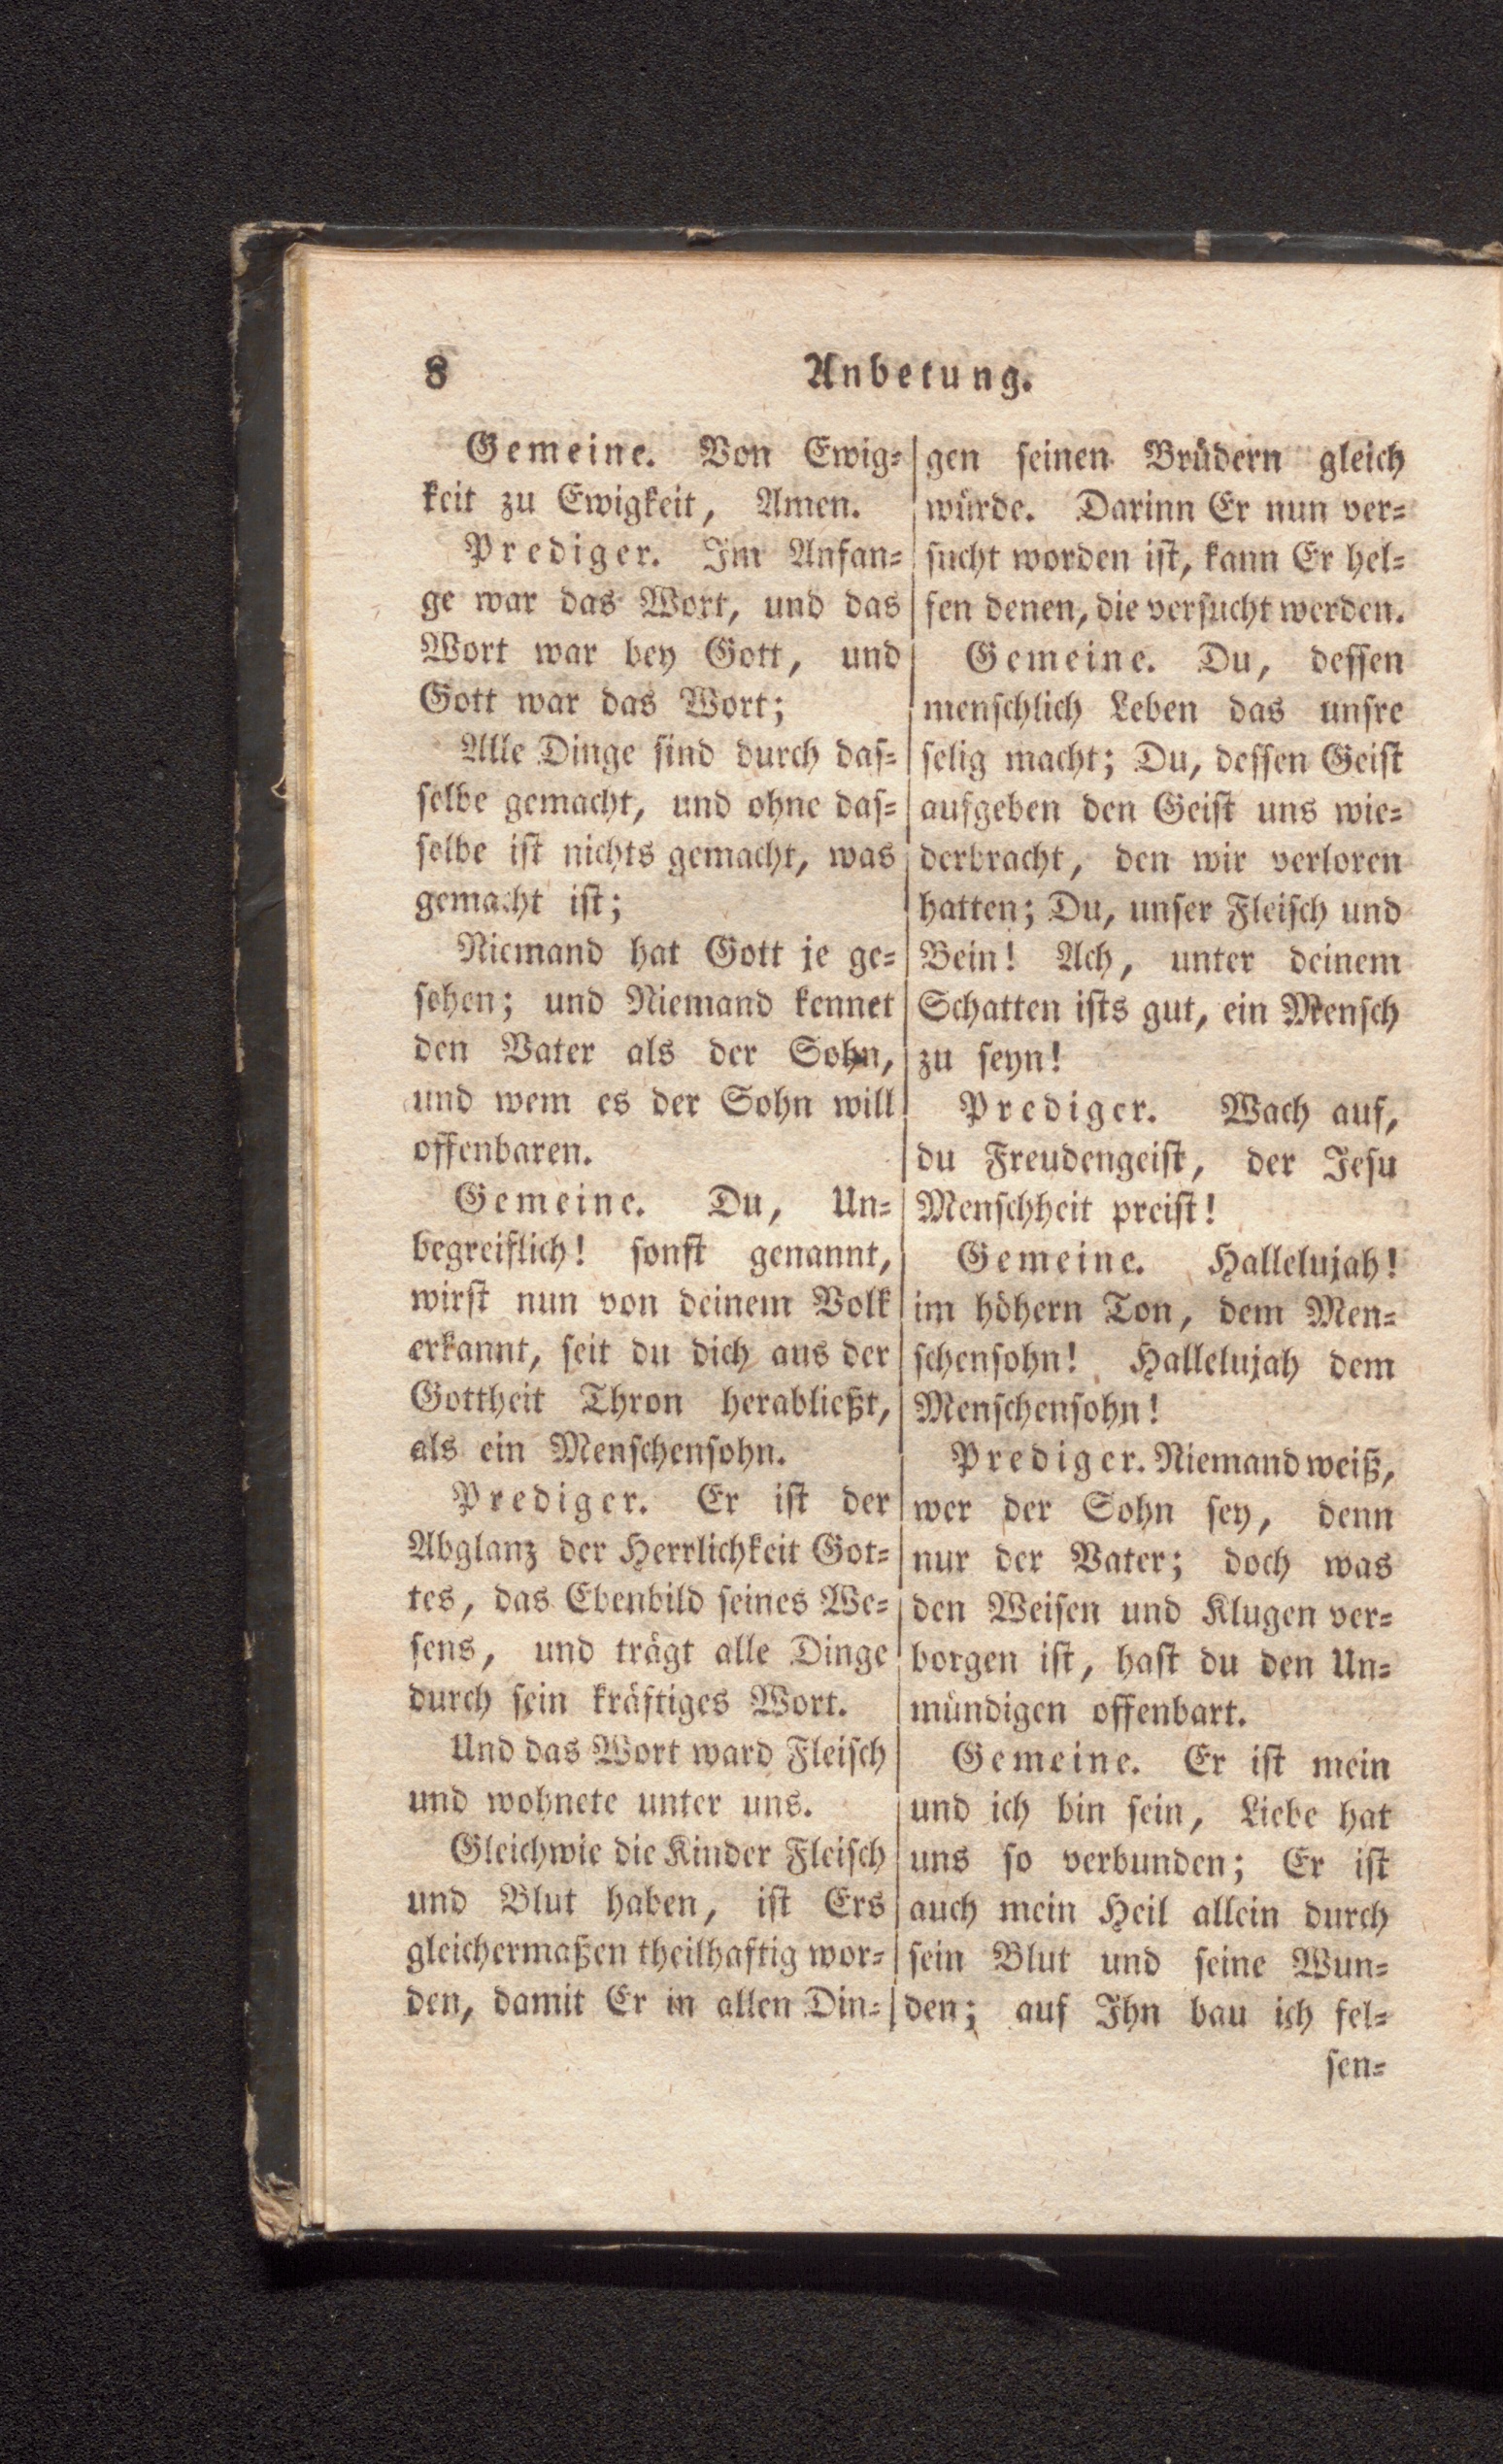 8 Anbetung.
Gemeine. Von Ewig-
keit zu Ewigkeit, Amen.
Prediger. Im Anfan-
ge war das Wort, und das
Wort war bey Gott, und
Gott war das Wort;
Alle Dinge sind durch das-
selbe gemacht, und ohne das-
selbe ist nichts gemacht, was
gemacht ist;
Niemand hat Gott je ge-
sehen; und Niemand kennet
den Vater als der Sohn,
und wem es der Sohn will
offenbaren.
Gemeine. Du, Un-
begreiflich! sonst genannt,
wirst nun von deinem Volk
erkannt, seit du dich aus der
Gottheit Thron herabließt,
als ein Menschensohn.
Prediger. Er ist der
Abglanz der Herrlichkeit Got-
tes, das Ebenbild seines We-
sens, und trägt alle Dinge
durch sein kräftiges Wort.
Und das Wort ward Fleisch
und wohnete unter uns.
Gleichwie die Kinder Fleisch
und Blut haben, ist Ers
gleichermaßen theilhaftig wor-
den, damit Er in allen Din-
gen seinen Brüdern gleich
würde. Darinn Er nun ver-
sucht worden ist, kann Er hel-
fen denen, die versucht werden.
Gemeine. Du, dessen
menschlich Leben das unsre
selig macht; Du, dessen Geist
aufgeben den Geist uns wie-
derbracht, den wir verloren
hatten; Du, unser Fleisch und
Bein! Ach, unter deinem
Schatten ists gut, ein Mensch
zu seyn!
Prediger. Wach auf,
du Freudengeist, der Jesu
Menschheit preist!
Gemeine. Hallelujah!
im höhern Ton, dem Men-
schensohn! Hallelujah dem
Menschensohn!
Prediger. Niemand weiß,
wer der Sohn sey, denn
nur der Vater; doch was
den Weisen und Klugen ver-
borgen ist, hast du den Un-
mündigen offenbart.
Gemeine. Er ist mein
und ich bin sein, Liebe hat
uns so verbunden; Er ist
auch mein Heil allein durch
sein Blut und seine Wun-
den; auf Ihn bau ich fel-
sen-